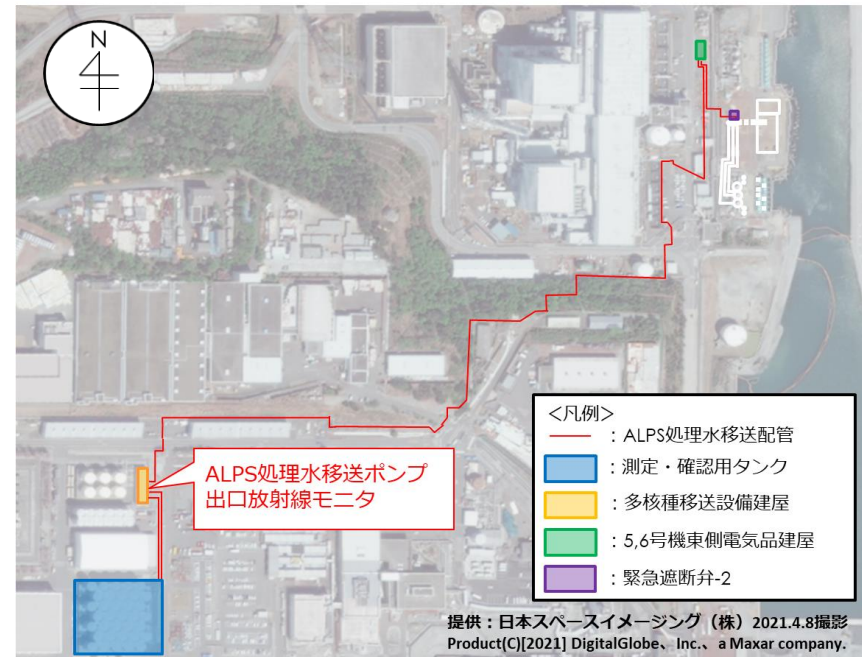 N
ALPS処理水移送ポンプ
出口放射線モニタ
<凡例>
：ALPS処理水移送配管
：測定・確認用タンク
：多核種移送設備建屋
：5,6号機東側電気品建屋
：緊急遮断弁-2
提供：日本スペースイメージング（株）2021.4.8撮影
Product(C)[2021] DigitalGlobe、Inc.、a Maxar company.